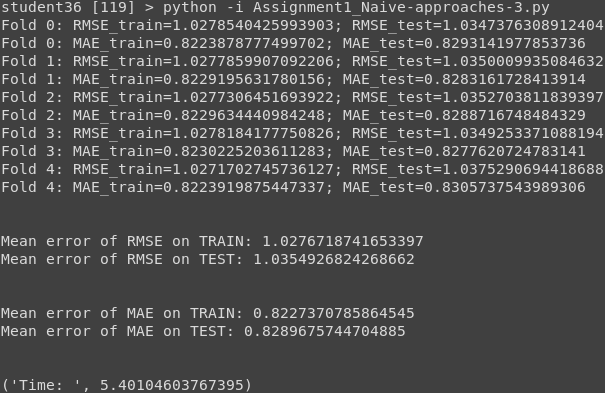 student36 [119] > python -i Assignment1_Naive-approaches-3.py
Fold 0: RMSE_train=1.0278540425993903; RMSE_test=1.0347376308912404
Fold 0: MAE_train=0.8223878777499702; MAE_test=0.8293141977853736
Fold 1: RMSE_train=1.0277859907092206; RMSE_test=1.0350009935084632
Fold 1: MAE_train=0.8229195631780156; MAE_test=0.8283161728413914
Fold 2: RMSE_train=1.0277306451693922; RMSE_test=1.0352703811839397
Fold 2: MAE_train=0.8229634440984248; MAE_test=0.8288716748484329
Fold 3: RMSE_train=1.0278184177750826; RMSE_test=1.0349253371088194
Fold 3: MAE_train=0.8230225203611283; MAE_test=0.8277620724783141
Fold 4: RMSE_train=1.0271702745736127; RMSE_test=1.0375290694418688
Fold 4: MAE_train=0.8223919875447337; MAE_test=0.8305737543989306
Mean error of RMSE on TRAIN: 1.0276718741653397
Mean error of RMSE on TEST: 1.0354926824268662
Mean error of MAE on TRAIN: 0.8227370785864545
Mean error of MAE on TEST: 0.8289675744704885
('Time: ', 5.40104603767395)